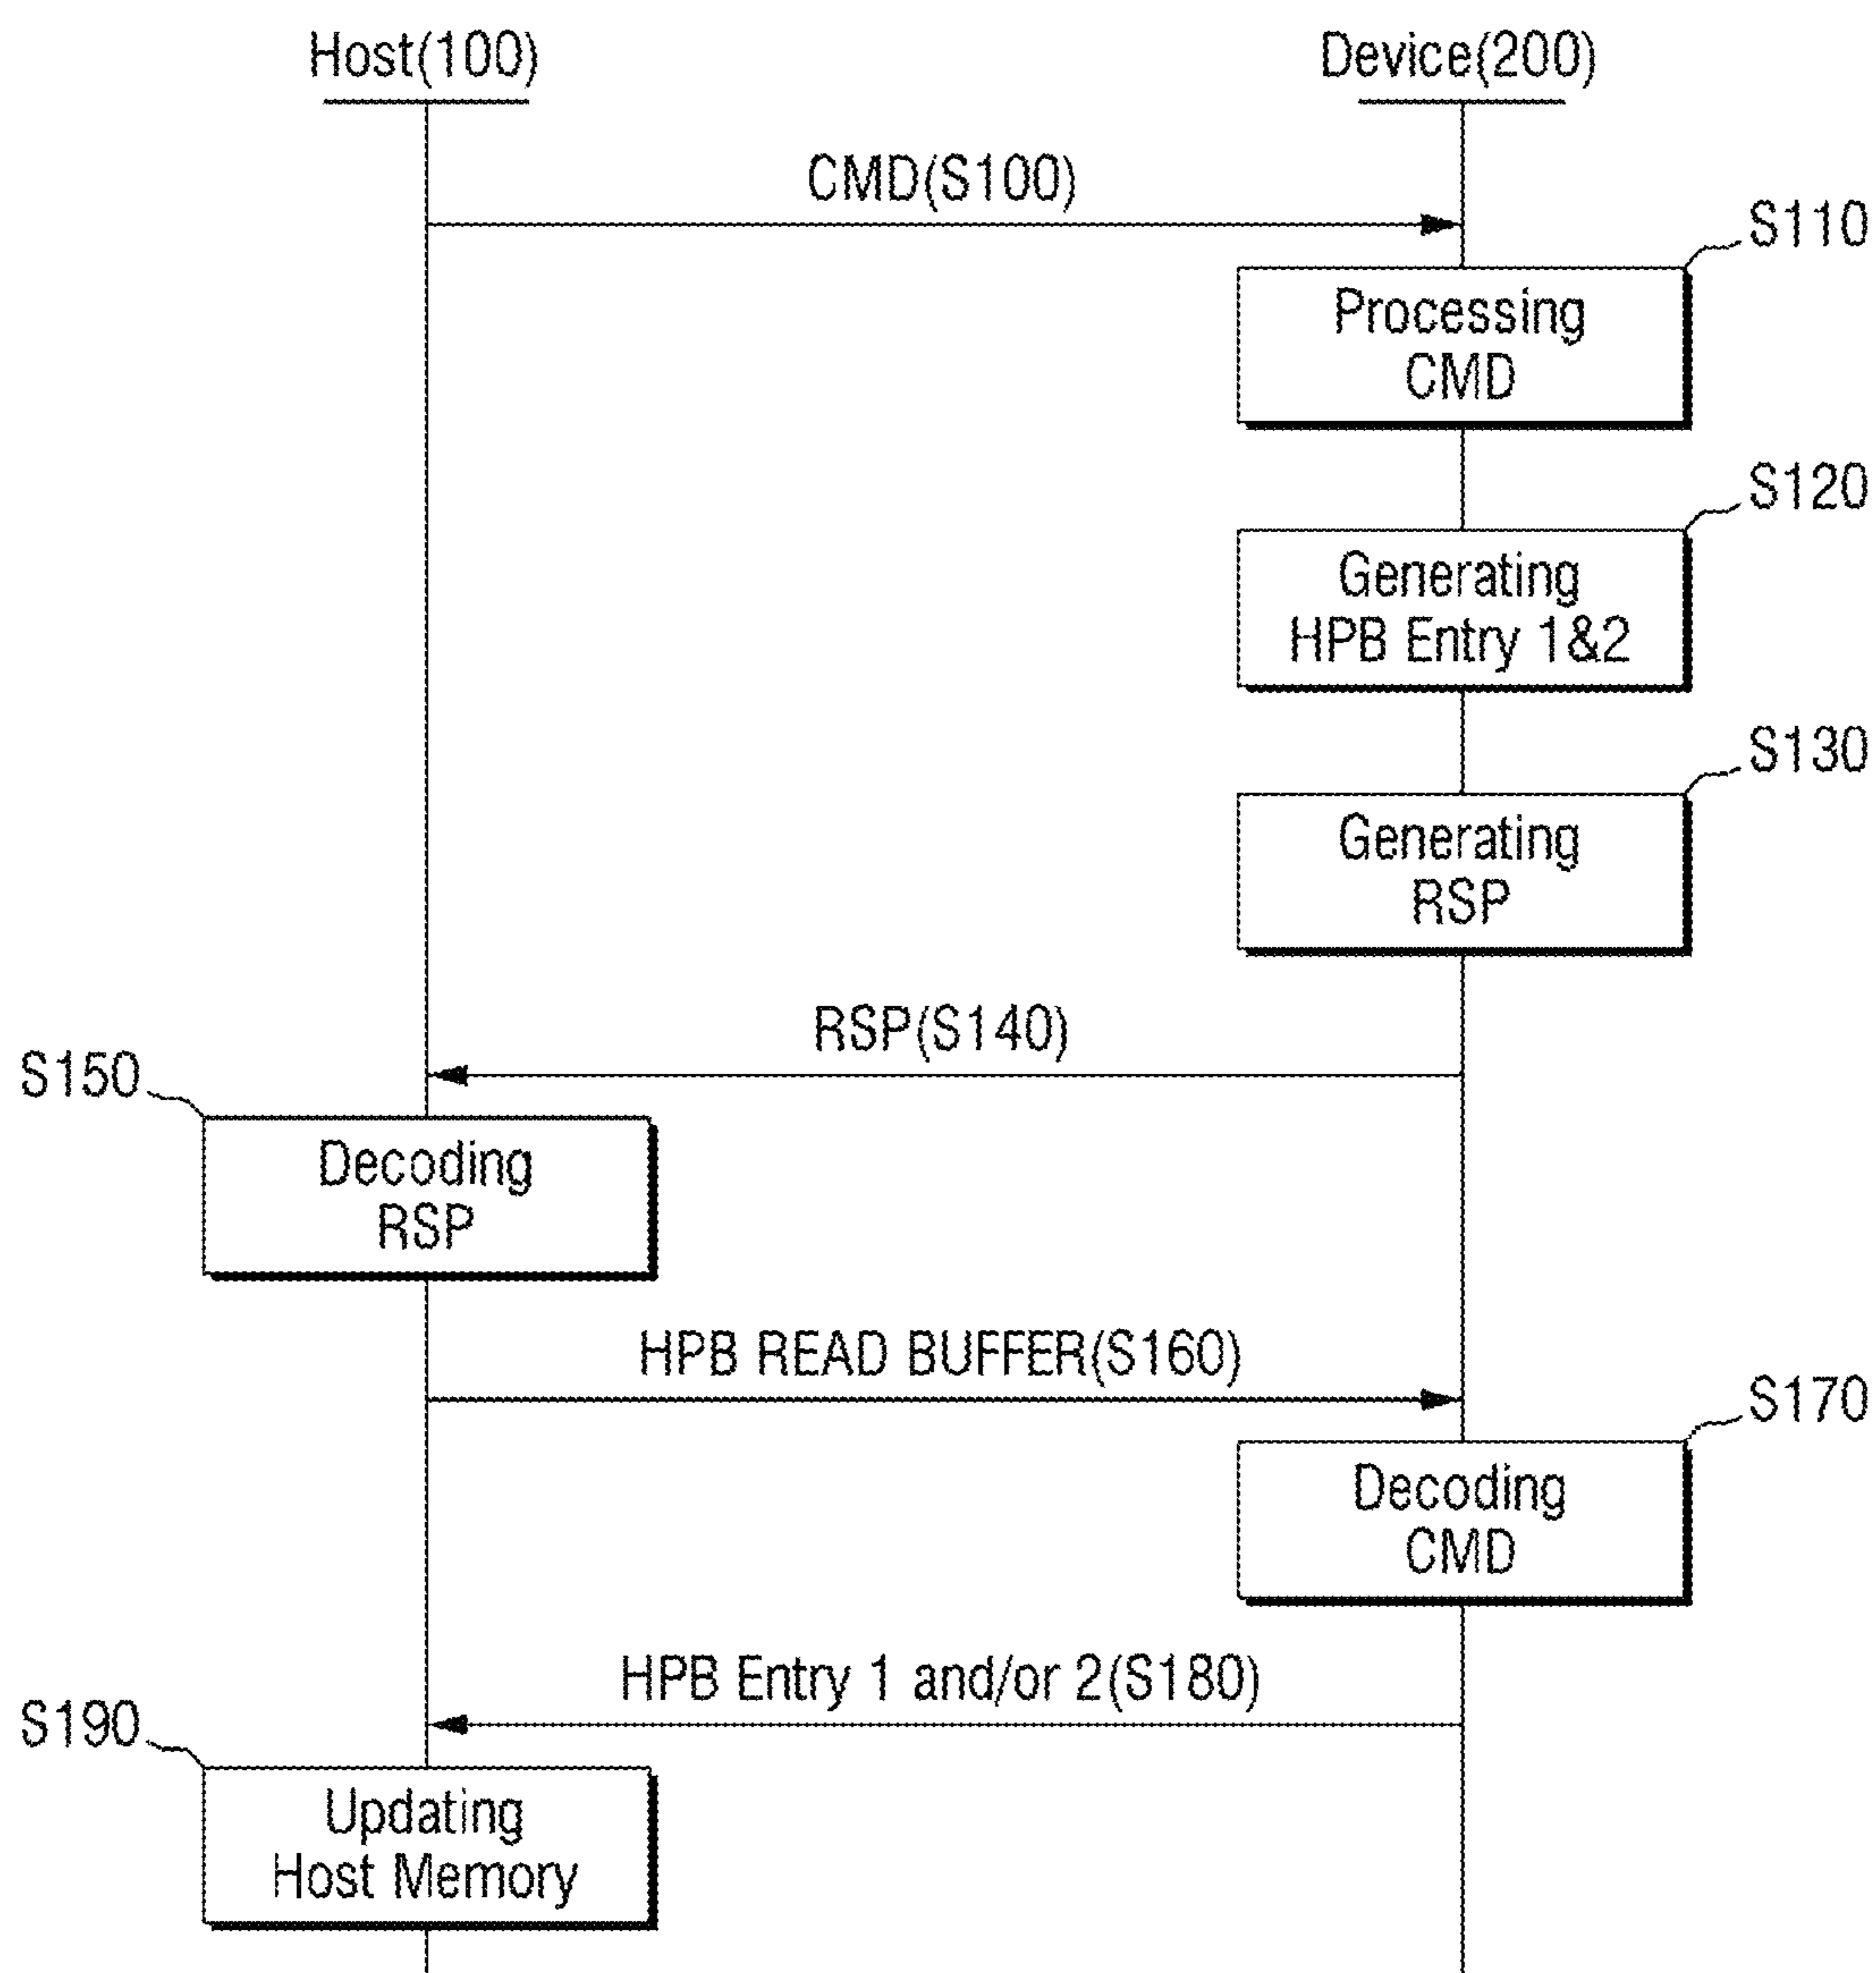 Host(100)
Device(200)
CMD(S100)
S110
Processing
CMD
S120
Generating
HPB Entry 1&2
S130
Generating
RSP
RSP(S140)
S150
Decoding
RSP
HPB READ BUFFER(S160)
S170
Decoding
CMD
HPB Entry 1 and/or 2(S180)
S190
Updating
Host Memory